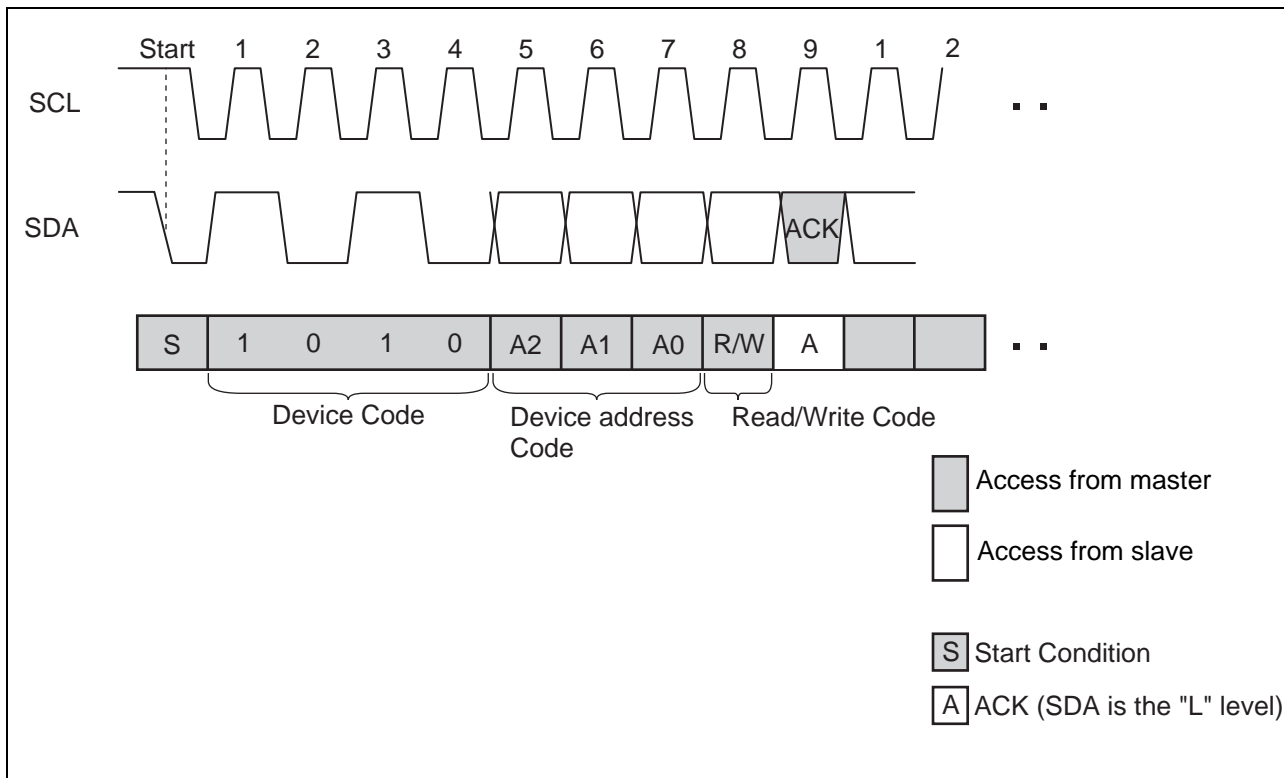 Start 1 2 3 4 5 6 7 8 9 1 2
SCL
SDA
ACK
S 1 0 1 0 A2 A1 A0 R/W A
Device Code
Device address
Code
Read/Write Code
Access from master
Access from slave
S Start Condition
A ACK (SDA is the "L" level)